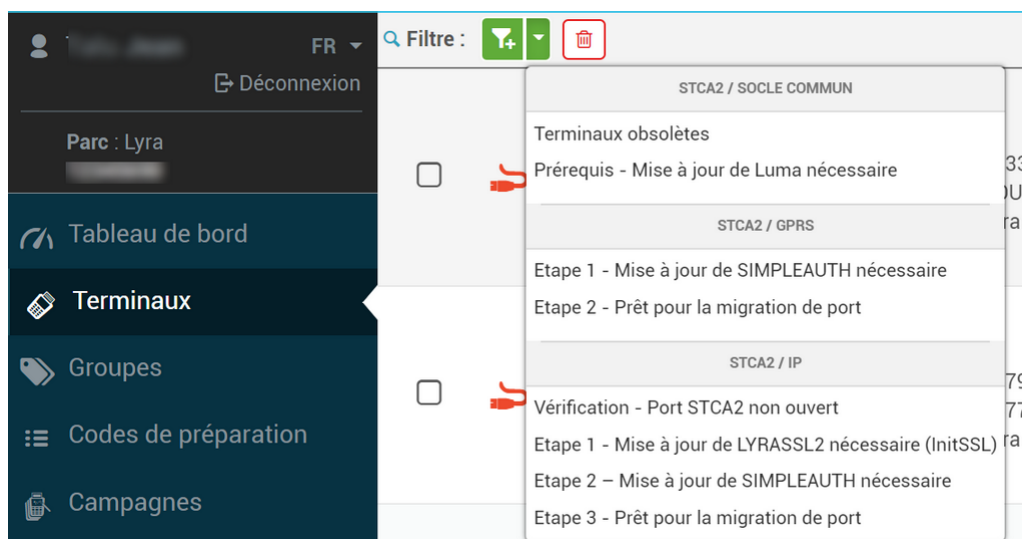 FR
Déconnexion
Parc : Lyra
Tableau de bord
Terminaux
Groupes
Codes de préparation
Campagnes
Filtre :
STCA2 / SOCLE COMMUN
Terminaux obsolètes
Prérequis - Mise à jour de Luma nécessaire
STCA2 / GPRS
Etape 1 - Mise à jour de SIMPLEAUTH nécessaire
Etape 2 - Prêt pour la migration de port
STCA2 / IP
Vérification - Port STCA2 non ouvert
Etape 1 - Mise à jour de LYRASSL2 nécessaire (InitSSL)
Etape 2 – Mise à jour de SIMPLEAUTH nécessaire
Etape 3 - Prêt pour la migration de port